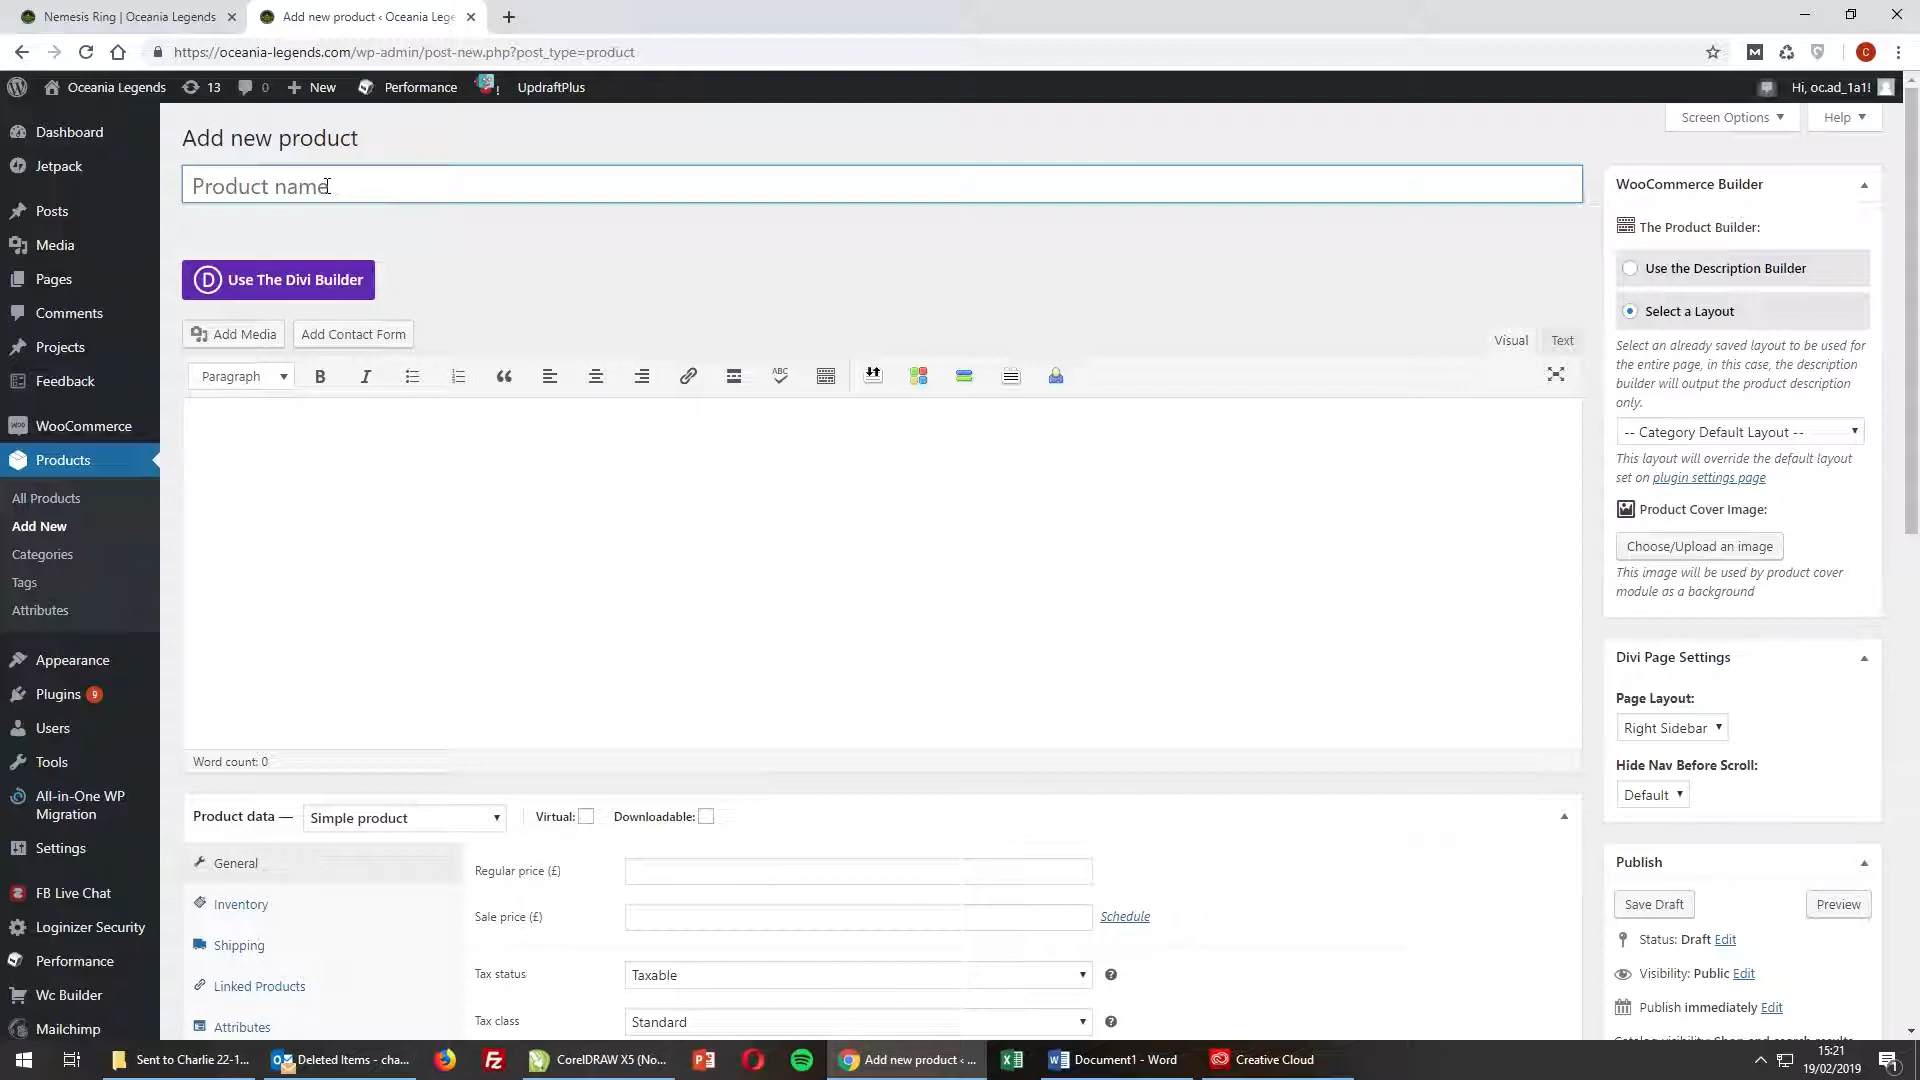 Nemesis Ring | Oceania Legends
Add new product ‹ Oceania Lege
https://oceania-legends.com/wp-admin/post-new.php?post_type=product
M
C
Oceania Legends
13
0
New
Performance
UpdraftPlus
Hi, oc.ad_1a1!
Dashboard
Jetpack
Posts
Media
Pages
Comments
Projects
Feedback
WooCommerce
Products
All Products
Add New
Categories
Tags
Attributes
Appearance
Plugins 9
Users
Tools
All-in-One WP
Migration
Settings
FB Live Chat
Loginizer Security
Performance
Wc Builder
Mailchimp
Screen Options
Help
Add new product
Product name
D Use The Divi Builder
Add Media
Add Contact Form
Visual
Text
Paragraph
B
I
ABC
Word count: 0
Product data —
Simple product
Virtual:
Downloadable:
General
Inventory
Shipping
Linked Products
Attributes
Regular price (£)
Sale price (£)
Schedule
Tax status
Taxable
Tax class
Standard
WooCommerce Builder
The Product Builder:
Use the Description Builder
Select a Layout
Select an already saved layout to be used for
the entire page, in this case, the description
builder will output the product description
only.
-- Category Default Layout --
This layout will override the default layout
set on plugin settings page
Product Cover Image:
Choose/Upload an image
This image will be used by product cover
module as a background
Divi Page Settings
Page Layout:
Right Sidebar
Hide Nav Before Scroll:
Default
Publish
Save Draft
Preview
Status: Draft Edit
Visibility: Public Edit
Publish immediately Edit
Sent to Charlie 22-1...
Deleted Items - cha...
CorelDRAW X5 (No...
Add new product ‹ ...
Document1 - Word
Creative Cloud
15:21
19/02/2019
1